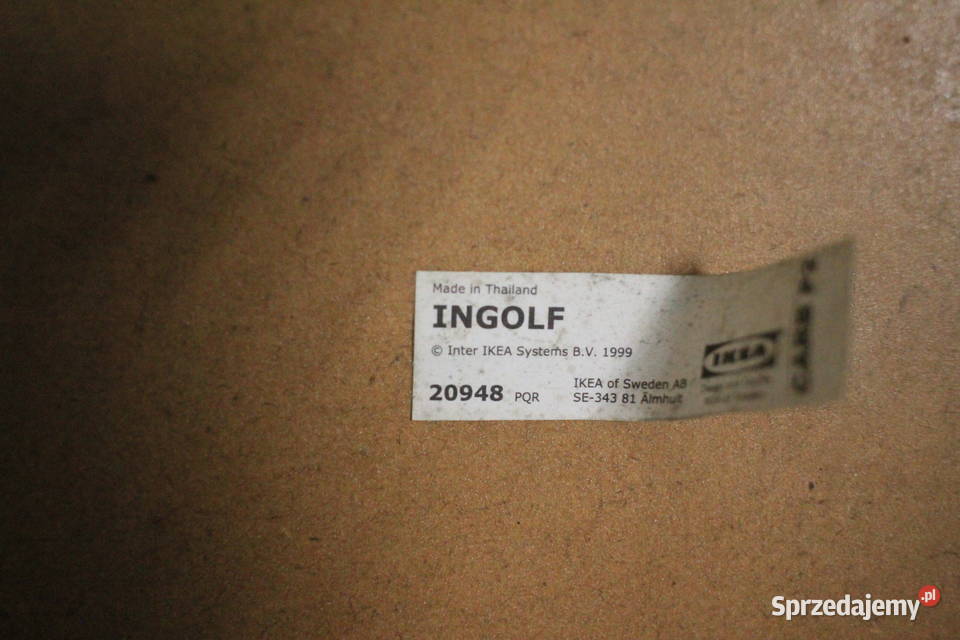 Made in Thailand
INGOLF
© Inter IKEA Systems B.V. 1999
20948 PQR
IKEA of Sweden AB
SE-343 81 Älmhult
IKEA
CARB
Sprzedajemy.pl